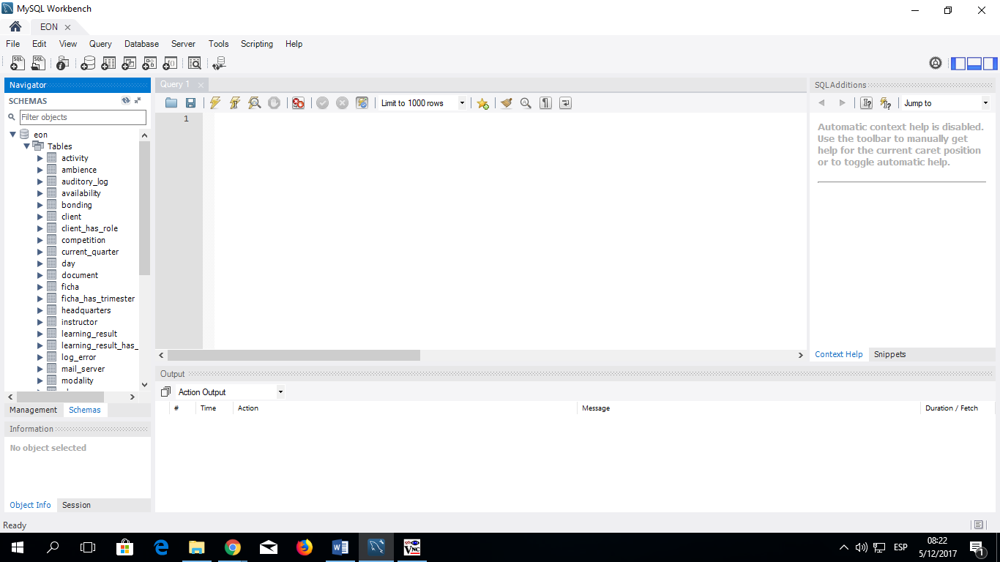 MySQL Workbench
EON
File Edit View Query Database Server Tools Scripting Help
Navigator
SCHEMAS
Filter objects
eon
Tables
activity
ambience
auditory_log
availability
bonding
client
client_has_role
competition
current_quarter
day
document
ficha
ficha_has_trimester
headquarters
instructor
learning_result
learning_result_has_
log_error
mail_server
modality
Management Schemas
Information
No object selected
Object Info Session
Query 1
Limit to 1000 rows
1
SQLAdditions
Jump to
Automatic context help is disabled.
Use the toolbar to manually get
help for the current caret position
or to toggle automatic help.
Context Help Snippets
Output
Action Output
# Time Action Message Duration / Fetch
Ready
ESP
08:22
5/12/2017
1